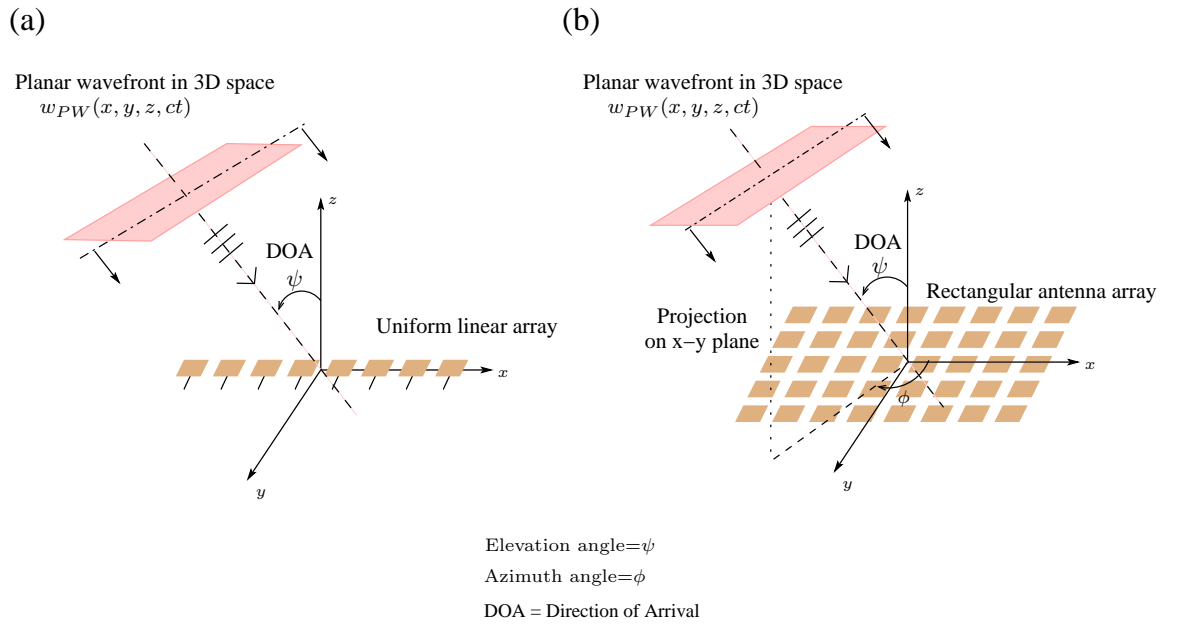 (a)
Planar wavefront in 3D space
w_{PW}(x, y, z, ct)
z
DOA
ψ
Uniform linear array
x
y
(b)
Planar wavefront in 3D space
w_{PW}(x, y, z, ct)
z
DOA
ψ
Rectangular antenna array
Projection
on x−y plane
x
ϕ
y
Elevation angle=ψ
Azimuth angle=ϕ
DOA = Direction of Arrival